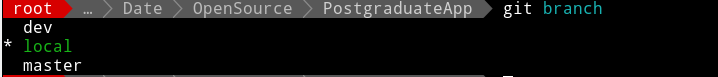 root … Date OpenSource PostgraduateApp git branch
dev
* local
master